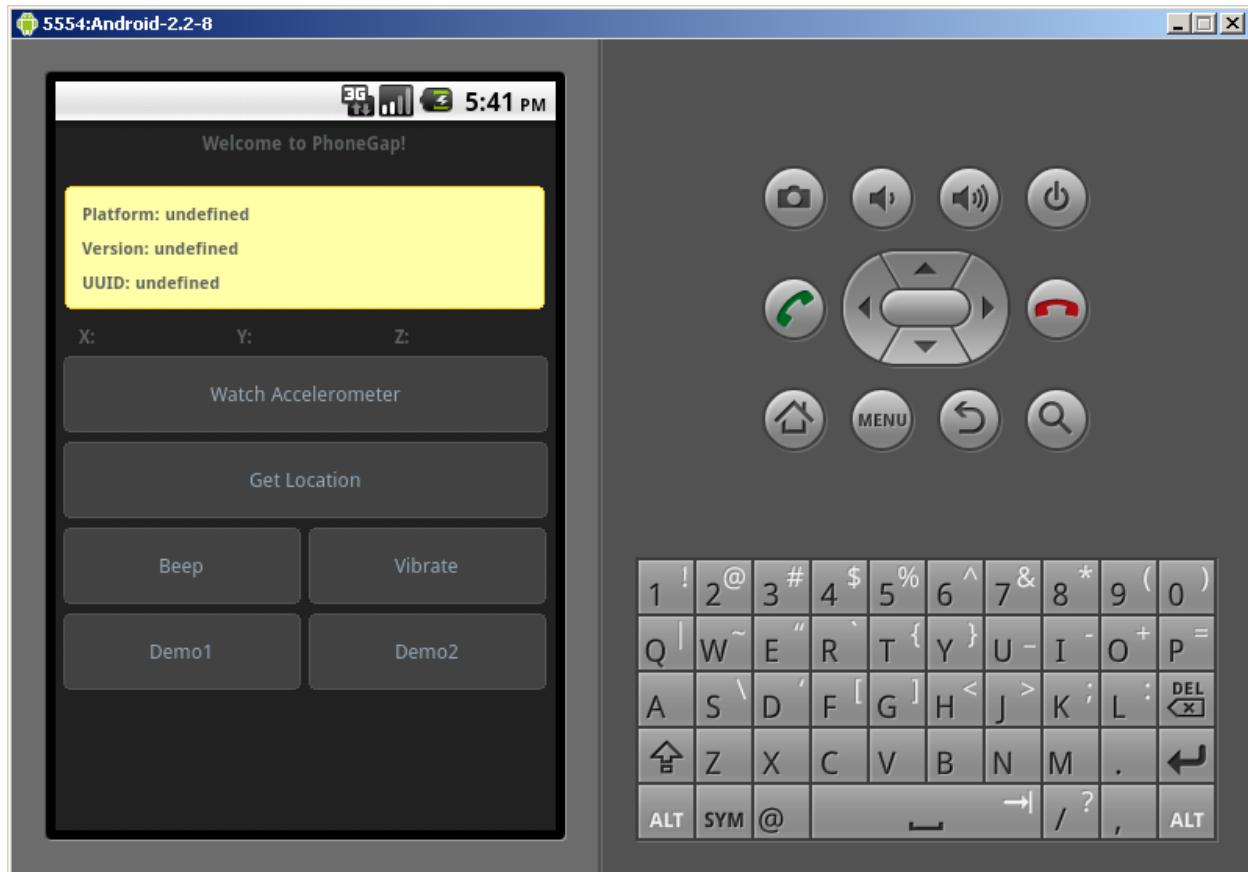 5554:Android-2.2-8
3G 5:41 PM
Welcome to PhoneGap!
Platform: undefined
Version: undefined
UUID: undefined
X: Y: Z:
Watch Accelerometer
Get Location
Beep Vibrate
Demo1 Demo2
MENU
1 ! 2 @ 3 # 4 $ 5 % 6 ^ 7 & 8 * 9 ( 0 )
Q | W ~ E " R ` T { Y } U _ I - O + P =
A S \ D ' F [ G ] H < J > K ; L : DEL
Z X C V B N M .
ALT SYM @ / ? , ALT